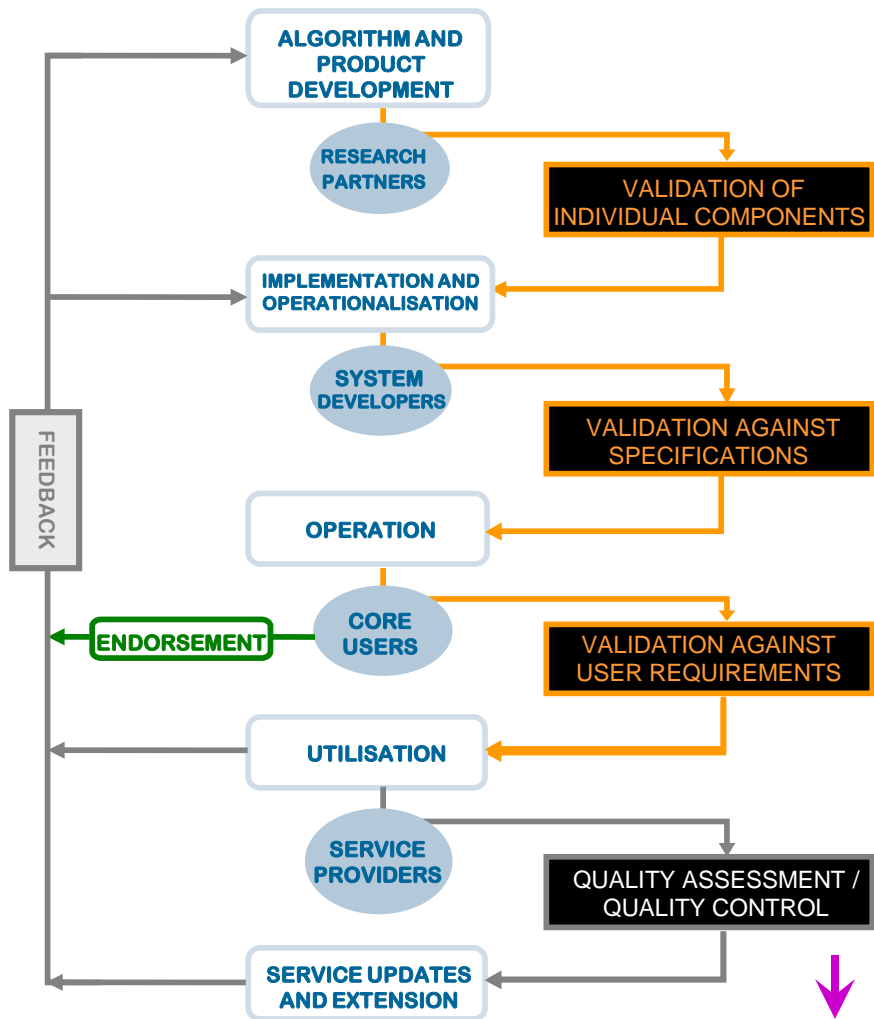 ALGORITHM AND
PRODUCT
DEVELOPMENT
RESEARCH
PARTNERS
VALIDATION OF
INDIVIDUAL COMPONENTS
IMPLEMENTATION AND
OPERATIONALISATION
SYSTEM
DEVELOPERS
VALIDATION AGAINST
SPECIFICATIONS
FEEDBACK
OPERATION
CORE
USERS
ENDORSEMENT
VALIDATION AGAINST
USER REQUIREMENTS
UTILISATION
SERVICE
PROVIDERS
QUALITY ASSESSMENT /
QUALITY CONTROL
SERVICE UPDATES
AND EXTENSION